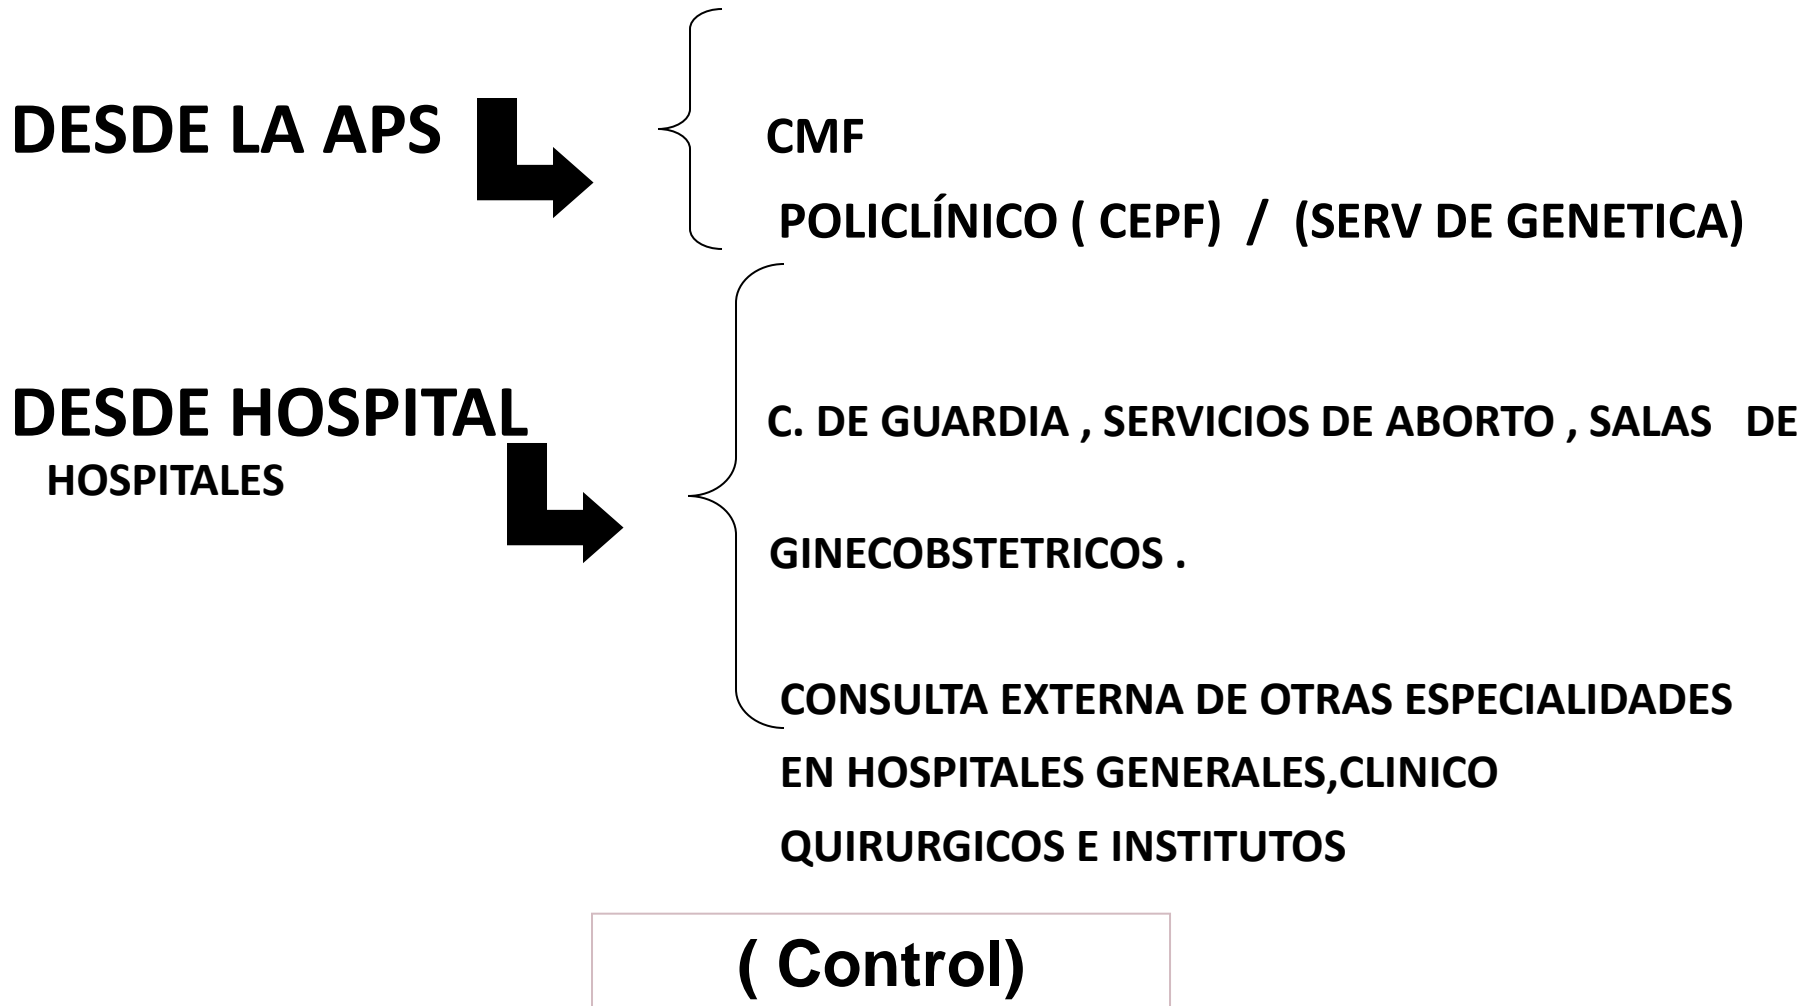 DESDE LA APS
CMF
POLICLÍNICO ( CEPF) / (SERV DE GENETICA)
DESDE HOSPITAL
HOSPITALES
C. DE GUARDIA , SERVICIOS DE ABORTO , SALAS DE
GINECOBSTETRICOS .
CONSULTA EXTERNA DE OTRAS ESPECIALIDADES
EN HOSPITALES GENERALES,CLINICO
QUIRURGICOS E INSTITUTOS
( Control)